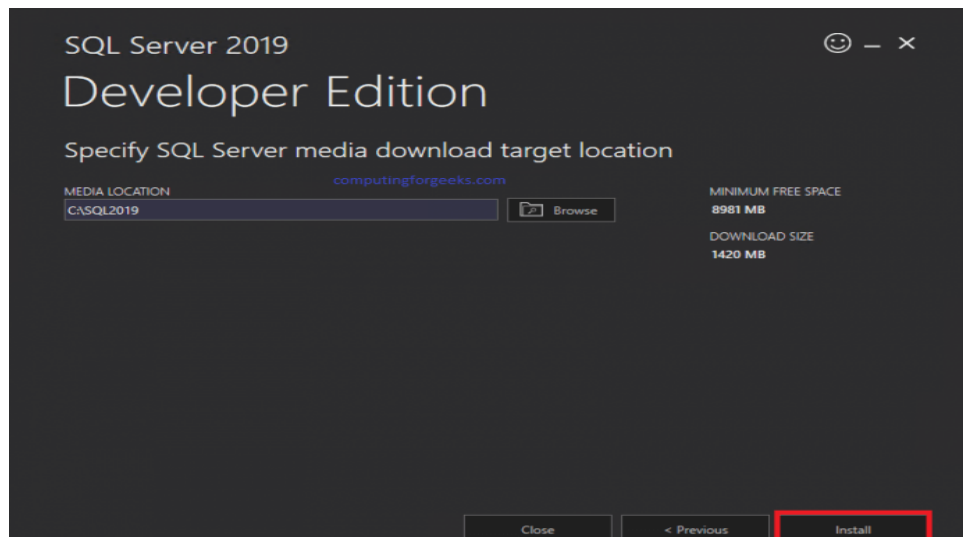 SQL Server 2019
Developer Edition
Specify SQL Server media download target location
computingforgeeks.com
MEDIA LOCATION
C:\SQL2019
Browse
MINIMUM FREE SPACE
8981 MB
DOWNLOAD SIZE
1420 MB
Close
< Previous
Install